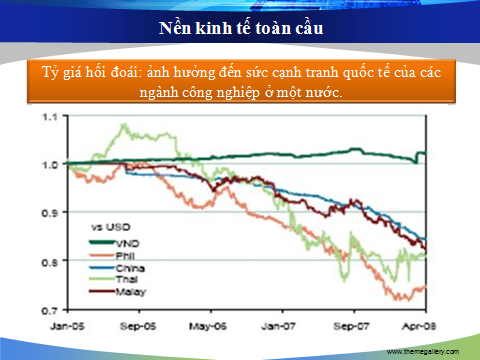 Nền kinh tế toàn cầu
Tỷ giá hối đoái: ảnh hưởng đến sức cạnh tranh quốc tế của các
ngành công nghiệp ở một nước.
1.1
1.0
0.9
0.8
0.7
vs USD
VND
Phil
China
Thai
Malay
Jan-05 Sep-05 May-06 Jan-07 Sep-07 Apr-08
www.themegallery.com